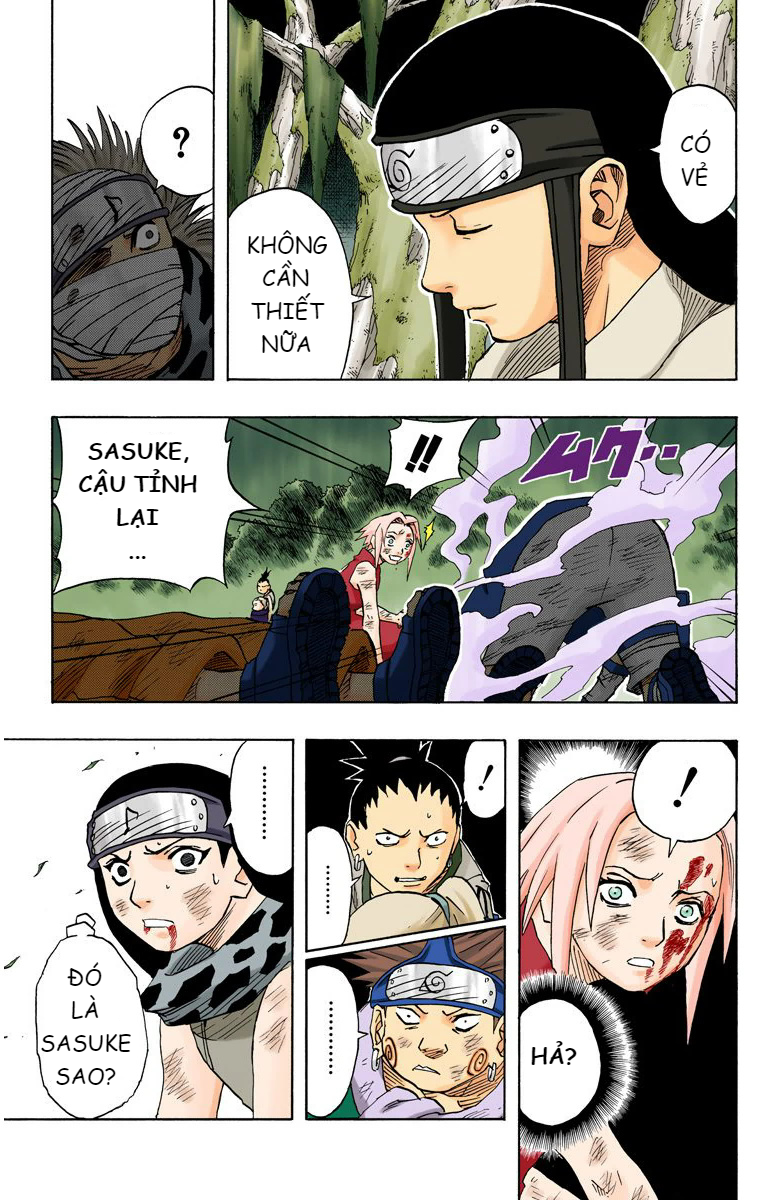 CÓ
VẺ
KHÔNG
CẦN
THIẾT
NỮA
?
ムク‥
!!
SASUKE,
CẬU TỈNH
LẠI
...
!
HẢ?
!
.........
.........
.........
ĐÓ
LÀ
SASUKE
SAO?